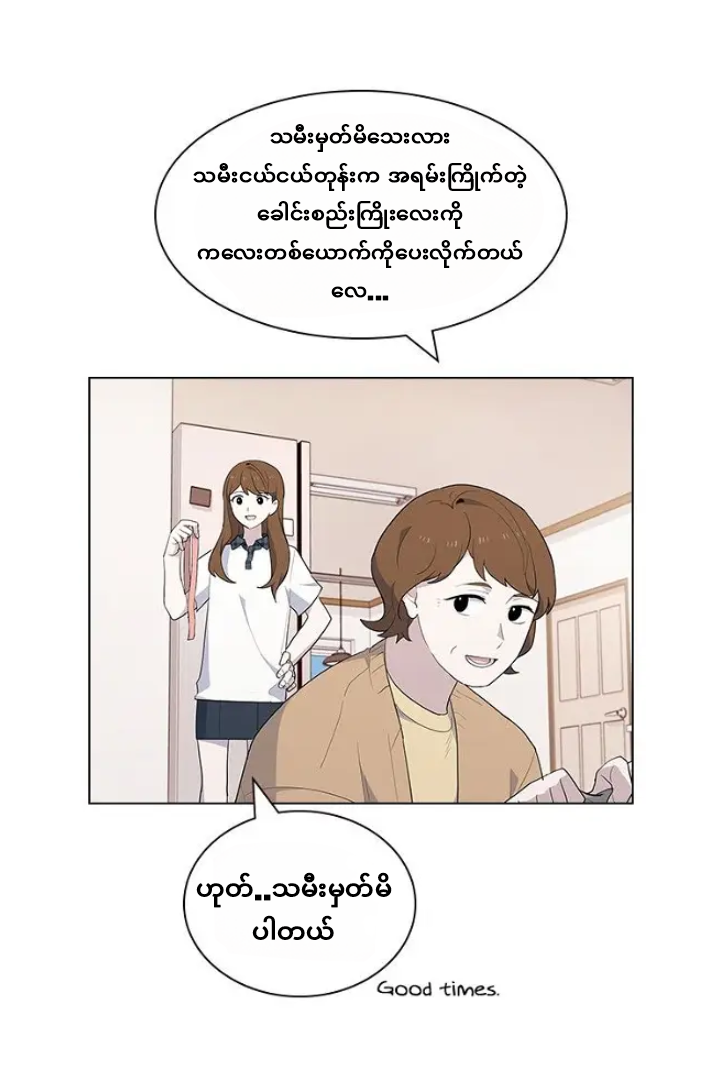 သမီးမှတ်မိသေးလား
သမီးငယ်ငယ်တုန်းက အရမ်းကြိုက်တဲ့
ခေါင်းစည်းကြိုးလေးကို
ကလေးတစ်ယောက်ကိုပေးလိုက်တယ်
လေ...
ဟုတ်..သမီးမှတ်မိ
ပါတယ်
Good times.